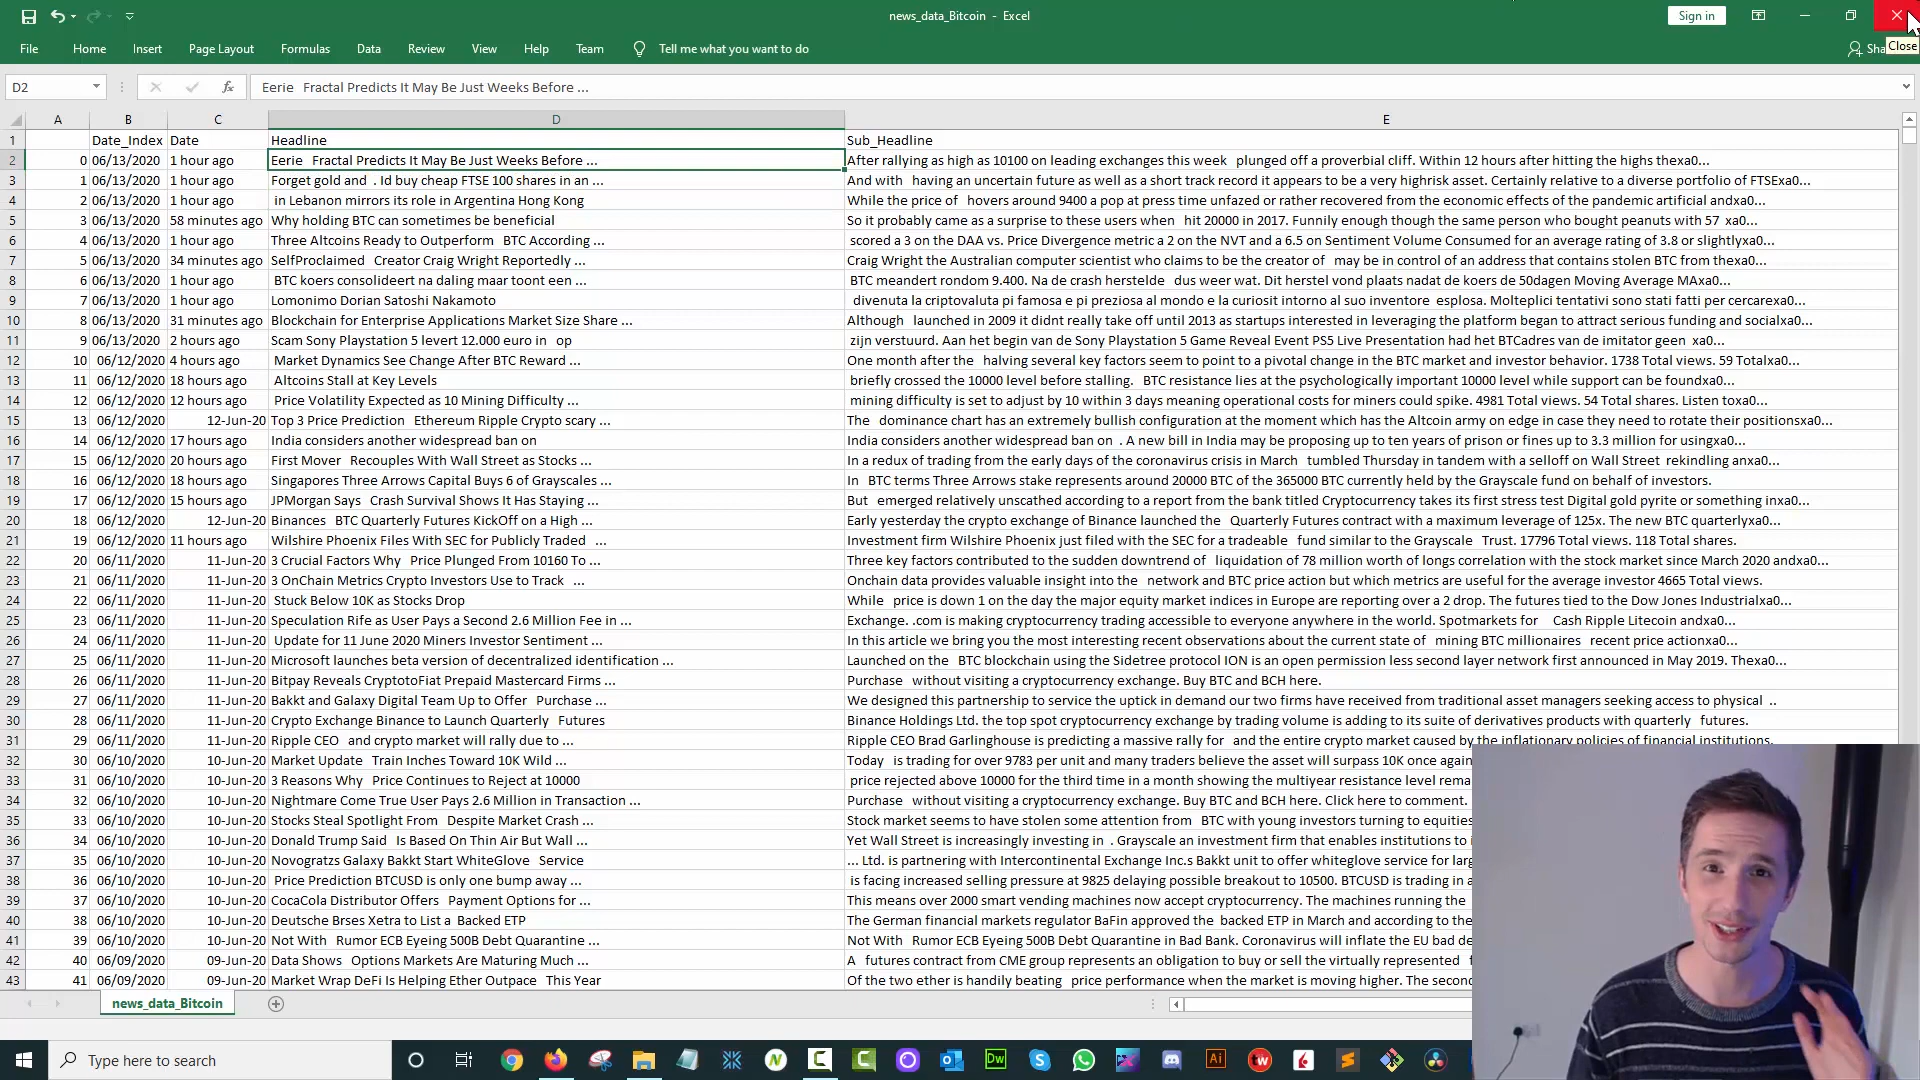 news_data_Bitcoin - Excel
Sign in
File Home Insert Page Layout Formulas Data Review View Help Team Tell me what you want to do
Close
D2 fx Eerie Fractal Predicts It May Be Just Weeks Before ...
A B C D E
1 Date_Index Date Headline Sub_Headline
2 0 06/13/2020 1 hour ago Eerie Fractal Predicts It May Be Just Weeks Before ... After rallying as high as 10100 on leading exchanges this week plunged off a proverbial cliff. Within 12 hours after hitting the highs thexa0...
3 1 06/13/2020 1 hour ago Forget gold and . Id buy cheap FTSE 100 shares in an ... And with having an uncertain future as well as a short track record it appears to be a very highrisk asset. Certainly relative to a diverse portfolio of FTSExa0...
4 2 06/13/2020 1 hour ago in Lebanon mirrors its role in Argentina Hong Kong While the price of hovers around 9400 a pop at press time unfazed or rather recovered from the economic effects of the pandemic artificial andxa0...
5 3 06/13/2020 58 minutes ago Why holding BTC can sometimes be beneficial So it probably came as a surprise to these users when hit 20000 in 2017. Funnily enough though the same person who bought peanuts with 57 xa0...
6 4 06/13/2020 1 hour ago Three Altcoins Ready to Outperform BTC According ... scored a 3 on the DAA vs. Price Divergence metric a 2 on the NVT and a 6.5 on Sentiment Volume Consumed for an average rating of 3.8 or slightlyxa0...
7 5 06/13/2020 34 minutes ago SelfProclaimed Creator Craig Wright Reportedly ... Craig Wright the Australian computer scientist who claims to be the creator of may be in control of an address that contains stolen BTC from thexa0...
8 6 06/13/2020 1 hour ago BTC koers consolideert na daling maar toont een ... BTC meandert rondom 9.400. Na de crash herstelde dus weer wat. Dit herstel vond plaats nadat de koers de 50dagen Moving Average MAxa0...
9 7 06/13/2020 1 hour ago Lomonimo Dorian Satoshi Nakamoto divenuta la criptovaluta pi famosa e pi preziosa al mondo e la curiosit intorno al suo inventore esplosa. Molteplici tentativi sono stati fatti per cercarexa0...
10 8 06/13/2020 31 minutes ago Blockchain for Enterprise Applications Market Size Share ... Although launched in 2009 it didnt really take off until 2013 as startups interested in leveraging the platform began to attract serious funding and socialxa0...
11 9 06/13/2020 2 hours ago Scam Sony Playstation 5 levert 12.000 euro in op zijn verstuurd. Aan het begin van de Sony Playstation 5 Game Reveal Event PS5 Live Presentation had het BTCadres van de imitator geen xa0...
12 10 06/12/2020 4 hours ago Market Dynamics See Change After BTC Reward ... One month after the halving several key factors seem to point to a pivotal change in the BTC market and investor behavior. 1738 Total views. 59 Totalxa0...
13 11 06/12/2020 18 hours ago Altcoins Stall at Key Levels briefly crossed the 10000 level before stalling. BTC resistance lies at the psychologically important 10000 level while support can be foundxa0...
14 12 06/12/2020 12 hours ago Price Volatility Expected as 10 Mining Difficulty ... mining difficulty is set to adjust by 10 within 3 days meaning operational costs for miners could spike. 4981 Total views. 54 Total shares. Listen toxa0...
15 13 06/12/2020 12-Jun-20 Top 3 Price Prediction Ethereum Ripple Crypto scary ... The dominance chart has an extremely bullish configuration at the moment which has the Altcoin army on edge in case they need to rotate their positionsxa0...
16 14 06/12/2020 17 hours ago India considers another widespread ban on India considers another widespread ban on . A new bill in India may be proposing up to ten years of prison or fines up to 3.3 million for usingxa0...
17 15 06/12/2020 20 hours ago First Mover Recouples With Wall Street as Stocks ... In a redux of trading from the early days of the coronavirus crisis in March tumbled Thursday in tandem with a selloff on Wall Street rekindling anxa0...
18 16 06/12/2020 18 hours ago Singapores Three Arrows Capital Buys 6 of Grayscales ... In BTC terms Three Arrows stake represents around 20000 BTC of the 365000 BTC currently held by the Grayscale fund on behalf of investors.
19 17 06/12/2020 15 hours ago JPMorgan Says Crash Survival Shows It Has Staying ... But emerged relatively unscathed according to a report from the bank titled Cryptocurrency takes its first stress test Digital gold pyrite or something inxa0...
20 18 06/12/2020 12-Jun-20 Binances BTC Quarterly Futures KickOff on a High ... Early yesterday the crypto exchange of Binance launched the Quarterly Futures contract with a maximum leverage of 125x. The new BTC quarterlyxa0...
21 19 06/12/2020 11 hours ago Wilshire Phoenix Files With SEC for Publicly Traded ... Investment firm Wilshire Phoenix just filed with the SEC for a tradeable fund similar to the Grayscale Trust. 17796 Total views. 118 Total shares.
22 20 06/11/2020 11-Jun-20 3 Crucial Factors Why Price Plunged From 10160 To ... Three key factors contributed to the sudden downtrend of liquidation of 78 million worth of longs correlation with the stock market since March 2020 andxa0...
23 21 06/11/2020 11-Jun-20 3 OnChain Metrics Crypto Investors Use to Track ... Onchain data provides valuable insight into the network and BTC price action but which metrics are useful for the average investor 4665 Total views.
24 22 06/11/2020 11-Jun-20 Stuck Below 10K as Stocks Drop While price is down 1 on the day the major equity market indices in Europe are reporting over a 2 drop. The futures tied to the Dow Jones Industrialxa0...
25 23 06/11/2020 11-Jun-20 Speculation Rife as User Pays a Second 2.6 Million Fee in ... Exchange. .com is making cryptocurrency trading accessible to everyone anywhere in the world. Spotmarkets for Cash Ripple Litecoin andxa0...
26 24 06/11/2020 11-Jun-20 Update for 11 June 2020 Miners Investor Sentiment ... In this article we bring you the most interesting recent observations about the current state of mining BTC millionaires recent price actionxa0...
27 25 06/11/2020 11-Jun-20 Microsoft launches beta version of decentralized identification ... Launched on the BTC blockchain using the Sidetree protocol ION is an open permission less second layer network first announced in May 2019. Thexa0...
28 26 06/11/2020 11-Jun-20 Bitpay Reveals CryptotoFiat Prepaid Mastercard Firms ... Purchase without visiting a cryptocurrency exchange. Buy BTC and BCH here.
29 27 06/11/2020 11-Jun-20 Bakkt and Galaxy Digital Team Up to Offer Purchase ... We designed this partnership to service the uptick in demand our two firms have received from traditional asset managers seeking access to physical ..
30 28 06/11/2020 11-Jun-20 Crypto Exchange Binance to Launch Quarterly Futures Binance Holdings Ltd. the top spot cryptocurrency exchange by trading volume is adding to its suite of derivatives products with quarterly futures.
31 29 06/11/2020 11-Jun-20 Ripple CEO and crypto market will rally due to ... Ripple CEO Brad Garlinghouse is predicting a massive rally for and the entire crypto market caused by the inflationary policies of financial institutions.
32 30 06/10/2020 10-Jun-20 Market Update Train Inches Toward 10K Wild ... Today is trading for over 9783 per unit and many traders believe the asset will surpass 10K once again
33 31 06/10/2020 10-Jun-20 3 Reasons Why Price Continues to Reject at 10000 price rejected above 10000 for the third time in a month showing the multiyear resistance level rema
34 32 06/10/2020 10-Jun-20 Nightmare Come True User Pays 2.6 Million in Transaction ... Purchase without visiting a cryptocurrency exchange. Buy BTC and BCH here. Click here to comment.
35 33 06/10/2020 10-Jun-20 Stocks Steal Spotlight From Despite Market Crash ... Stock market seems to have stolen some attention from BTC with young investors turning to equities
36 34 06/10/2020 10-Jun-20 Donald Trump Said Is Based On Thin Air But Wall ... Yet Wall Street is increasingly investing in . Grayscale an investment firm that enables institutions to i
37 35 06/10/2020 10-Jun-20 Novogratzs Galaxy Bakkt Start WhiteGlove Service ... Ltd. is partnering with Intercontinental Exchange Inc.s Bakkt unit to offer whiteglove service for larg
38 36 06/10/2020 10-Jun-20 Price Prediction BTCUSD is only one bump away ... is facing increased selling pressure at 9825 delaying possible breakout to 10500. BTCUSD is trading in a
39 37 06/10/2020 10-Jun-20 CocaCola Distributor Offers Payment Options for ... This means over 2000 smart vending machines now accept cryptocurrency. The machines running the
40 38 06/10/2020 10-Jun-20 Deutsche Brses Xetra to List a Backed ETP The German financial markets regulator BaFin approved the backed ETP in March and according to the
41 39 06/10/2020 10-Jun-20 Not With Rumor ECB Eyeing 500B Debt Quarantine ... Not With Rumor ECB Eyeing 500B Debt Quarantine in Bad Bank. Coronavirus will inflate the EU bad de
42 40 06/09/2020 09-Jun-20 Data Shows Options Markets Are Maturing Much ... A futures contract from CME group represents an obligation to buy or sell the virtually represented f
43 41 06/09/2020 09-Jun-20 Market Wrap DeFi Is Helping Ether Outpace This Year Of the two ether is handily beating price performance when the market is moving higher. The second
news_data_Bitcoin
Type here to search
N Dw Ai tw